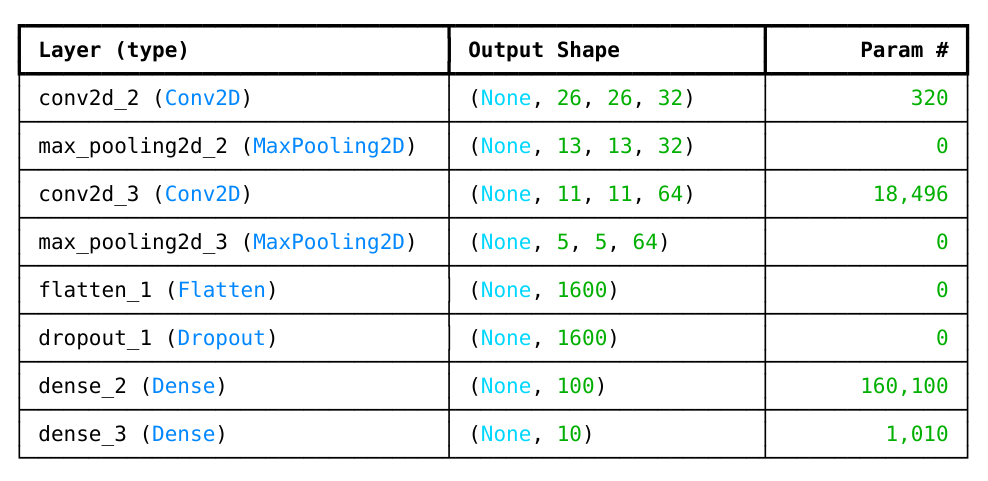 Layer (type) Output Shape Param #
conv2d_2 (Conv2D) (None, 26, 26, 32) 320
max_pooling2d_2 (MaxPooling2D) (None, 13, 13, 32) 0
conv2d_3 (Conv2D) (None, 11, 11, 64) 18,496
max_pooling2d_3 (MaxPooling2D) (None, 5, 5, 64) 0
flatten_1 (Flatten) (None, 1600) 0
dropout_1 (Dropout) (None, 1600) 0
dense_2 (Dense) (None, 100) 160,100
dense_3 (Dense) (None, 10) 1,010